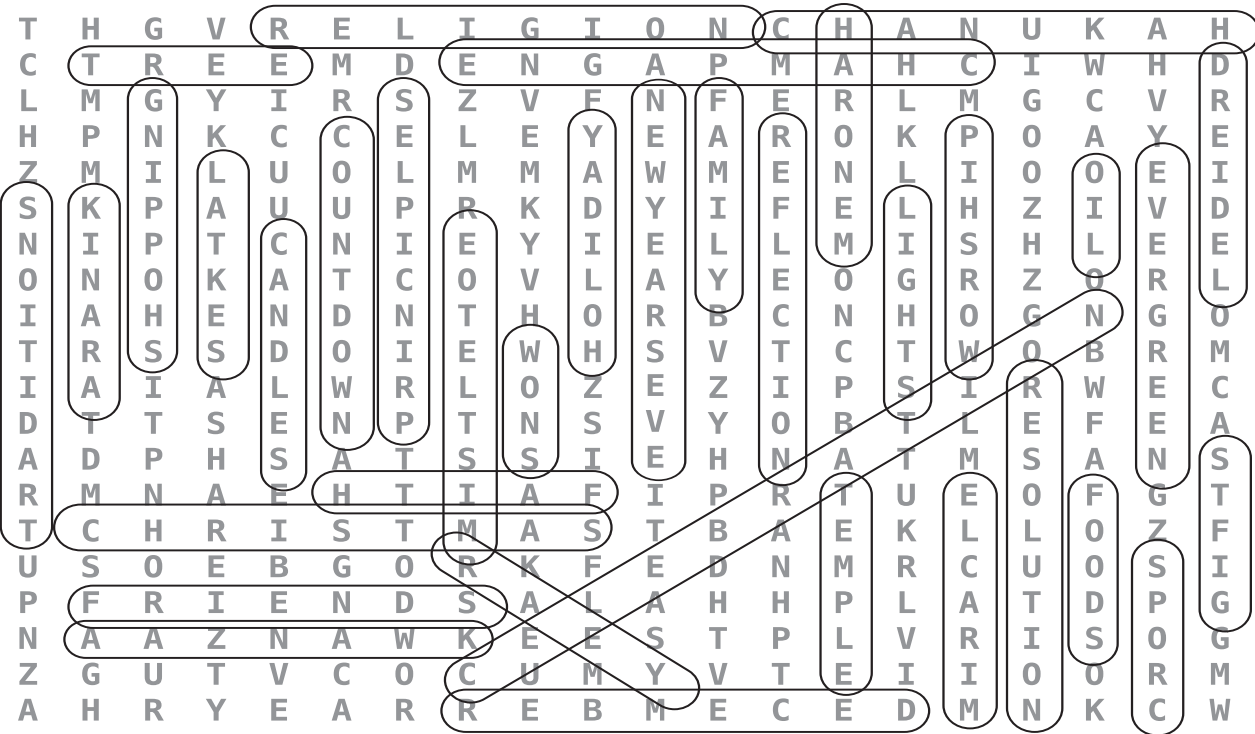 T H G V R E L I G I O N C H A N U K A H
C T R E E M D E N G A P M A H C I W H D
L M G Y I R S Z V F N F E R L M G C V R
H P N K C C E L E Y E A R O K P O A Y E
Z M I L U O L M M A W M E N L I O O E I
S K P A U U P R K D Y I F E L H Z I V D
N I P T C N I E Y I E L L M I S H L E E
O N O K A T C O V L A Y E O G R Z O R L
I A H E N D N T H O R B C N H O G N G O
T R S S D O I E W H S V T C T W O B R M
I A I A L W R L O Z E Z I P S I R W E C
D T T S E N P T N S V Y O B T L E F E A
A D P H S A T S S I E H N A T M S A N S
R M N A E H T I A F I P R T U E O F G T
T C H R I S T M A S T B A E K L L O Z F
U S O E B G O R K F E D N M R C U O S I
P F R I E N D S A L A H H P L A T D P G
N A A Z N A W K E E S T P L V R I S O G
Z G U T V C O C U M Y V T E I I O O R M
A H R Y E A R R E B M E C E D M N K C W